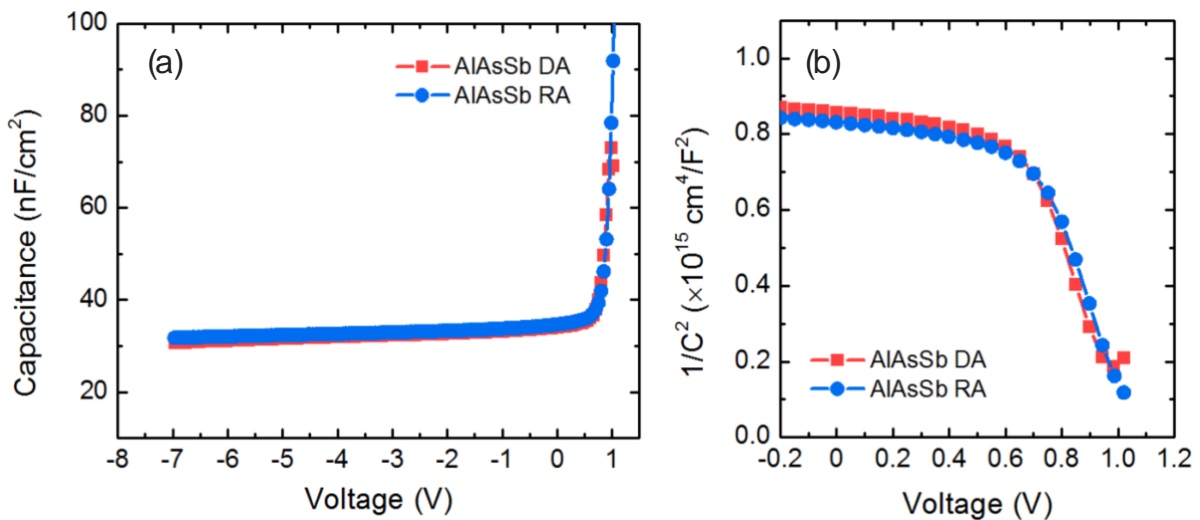 (a)
AlAsSb DA
AlAsSb RA
Capacitance (nF/cm²)
100
80
60
40
20
-8 -7 -6 -5 -4 -3 -2 -1 0 1
Voltage (V)
(b)
AlAsSb DA
AlAsSb RA
1/C² (×10¹⁵ cm⁴/F²)
1.0
0.8
0.6
0.4
0.2
0.0
-0.2 0 0.2 0.4 0.6 0.8 1.0 1.2
Voltage (V)